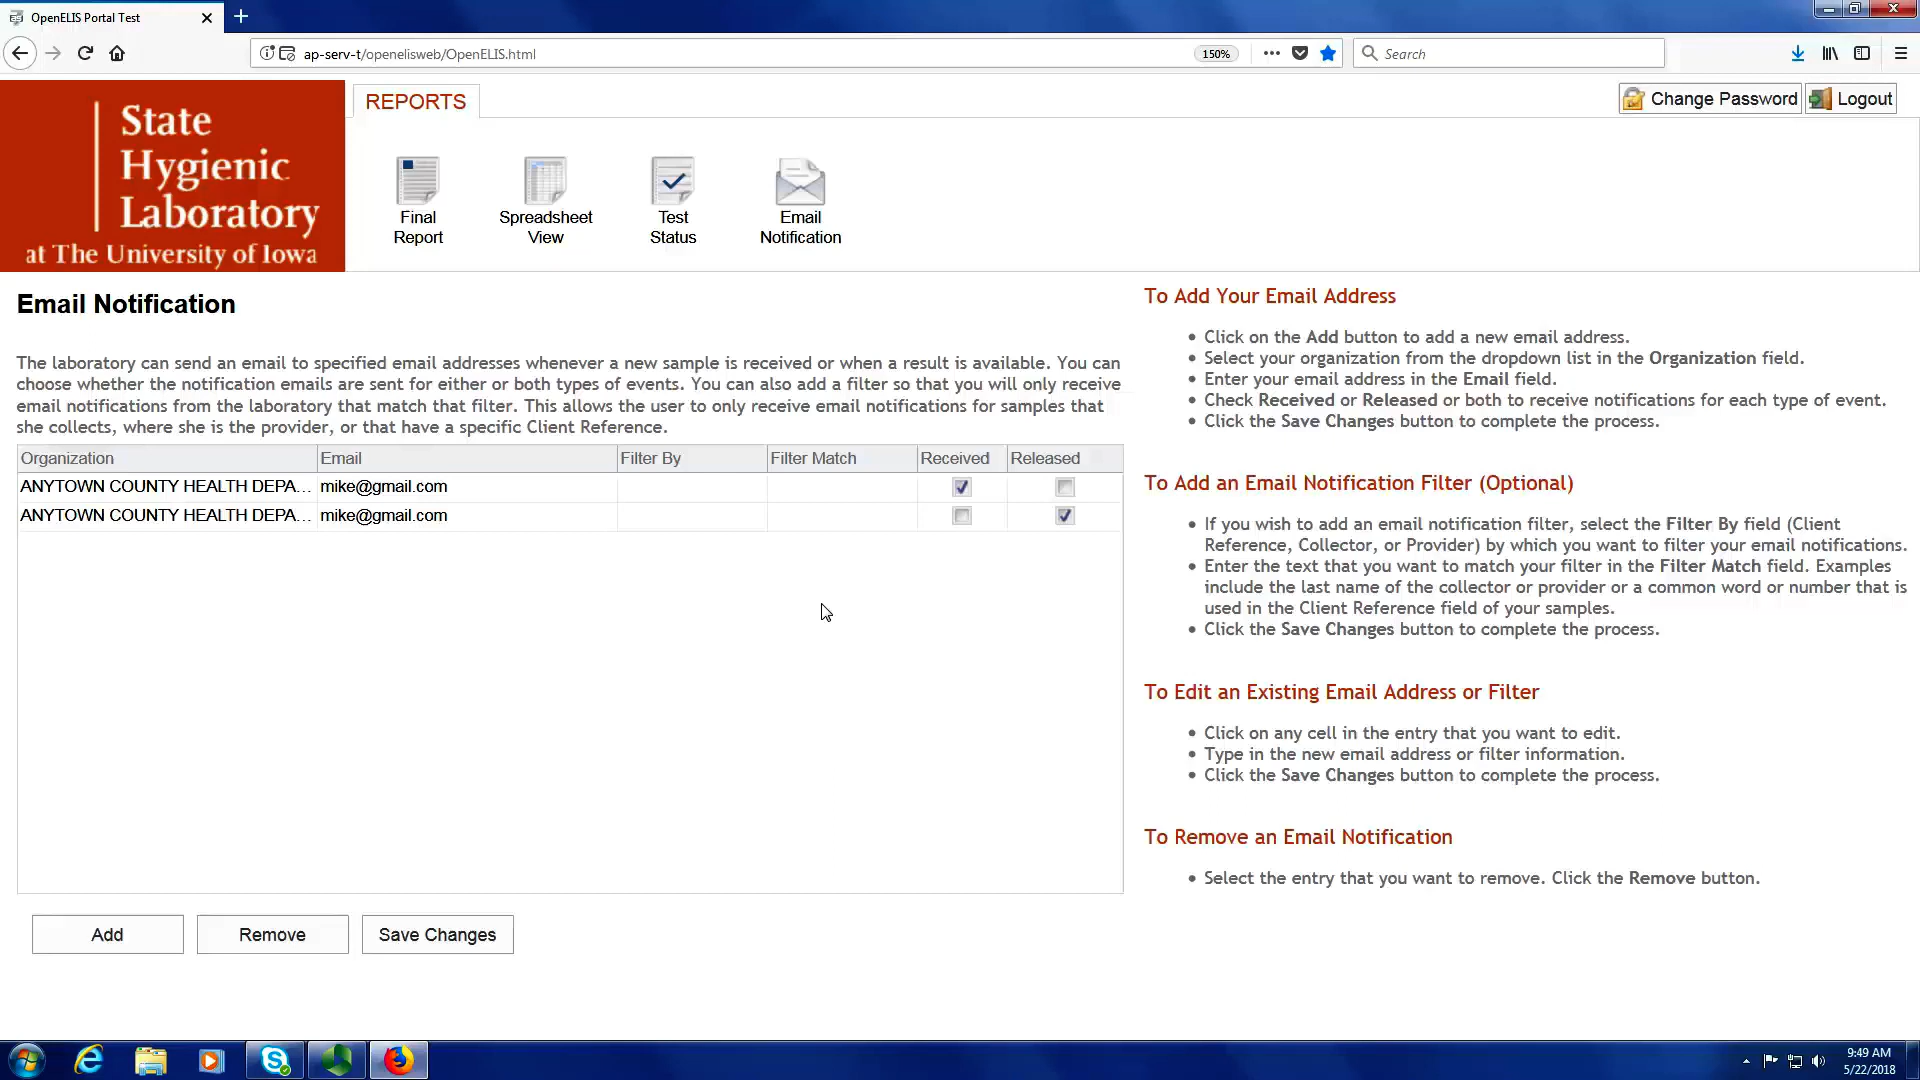 OpenELIS Portal Test
ap-serv-t/openelisweb/OpenELIS.html
150%
Search
State
Hygienic
Laboratory
at The University of Iowa
REPORTS
Change Password
Logout
Final
Report
Spreadsheet
View
Test
Status
Email
Notification
Email Notification
The laboratory can send an email to specified email addresses whenever a new sample is received or when a result is available. You can
choose whether the notification emails are sent for either or both types of events. You can also add a filter so that you will only receive
email notifications from the laboratory that match that filter. This allows the user to only receive email notifications for samples that
she collects, where she is the provider, or that have a specific Client Reference.
Organization Email Filter By Filter Match Received Released
ANYTOWN COUNTY HEALTH DEPA... mike@gmail.com
ANYTOWN COUNTY HEALTH DEPA... mike@gmail.com
Add Remove Save Changes
To Add Your Email Address
• Click on the Add button to add a new email address.
• Select your organization from the dropdown list in the Organization field.
• Enter your email address in the Email field.
• Check Received or Released or both to receive notifications for each type of event.
• Click the Save Changes button to complete the process.
To Add an Email Notification Filter (Optional)
• If you wish to add an email notification filter, select the Filter By field (Client
Reference, Collector, or Provider) by which you want to filter your email notifications.
• Enter the text that you want to match your filter in the Filter Match field. Examples
include the last name of the collector or provider or a common word or number that is
used in the Client Reference field of your samples.
• Click the Save Changes button to complete the process.
To Edit an Existing Email Address or Filter
• Click on any cell in the entry that you want to edit.
• Type in the new email address or filter information.
• Click the Save Changes button to complete the process.
To Remove an Email Notification
• Select the entry that you want to remove. Click the Remove button.
9:49 AM
5/22/2018